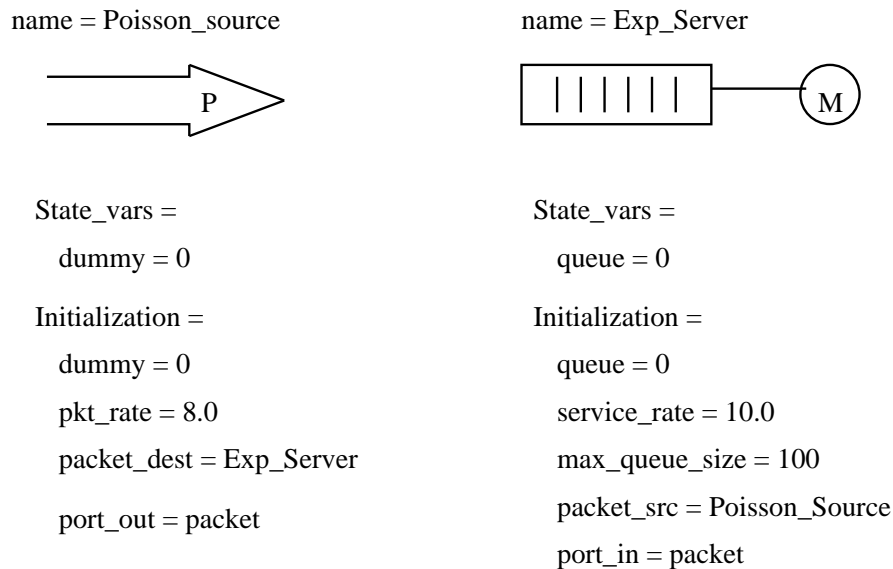 name = Poisson_source
P
State_vars =
dummy = 0
Initialization =
dummy = 0
pkt_rate = 8.0
packet_dest = Exp_Server
port_out = packet
name = Exp_Server
M
State_vars =
queue = 0
Initialization =
queue = 0
service_rate = 10.0
max_queue_size = 100
packet_src = Poisson_Source
port_in = packet